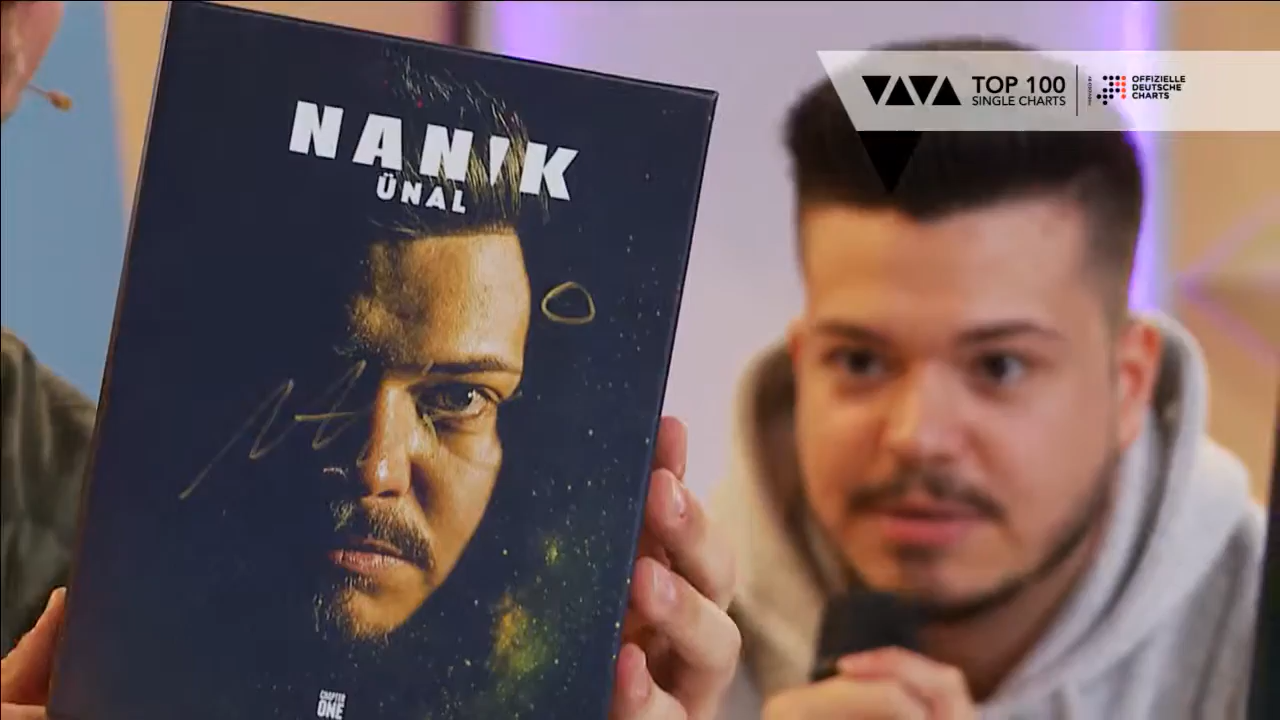 VIVA TOP 100
SINGLE CHARTS
OFFIZIELLE
DEUTSCHE
CHARTS
NANIK
ÜNAL
CHAPTER
ONE